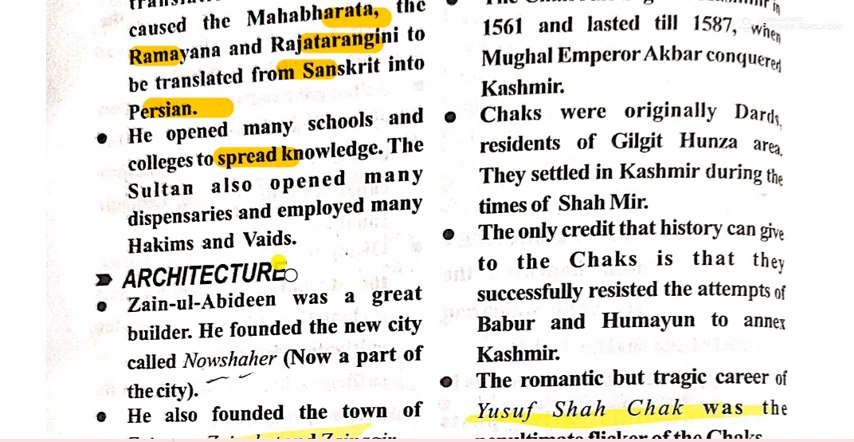 caused the Mahabharata, the
Ramayana and Rajatarangini to
be translated from Sanskrit into
Persian.
● He opened many schools and
colleges to spread knowledge. The
Sultan also opened many
dispensaries and employed many
Hakims and Vaids.
ARCHITECTURE
● Zain-ul-Abideen was a great
builder. He founded the new city
called Nowshaher (Now a part of
the city).
● He also founded the town of
1561 and lasted till 1587, when
Mughal Emperor Akbar conquered
Kashmir.
● Chaks were originally Dards,
residents of Gilgit Hunza area.
They settled in Kashmir during the
times of Shah Mir.
● The only credit that history can give
to the Chaks is that they
successfully resisted the attempts of
Babur and Humayun to annex
Kashmir.
● The romantic but tragic career of
Yusuf Shah Chak was the
flicker of the Chaks